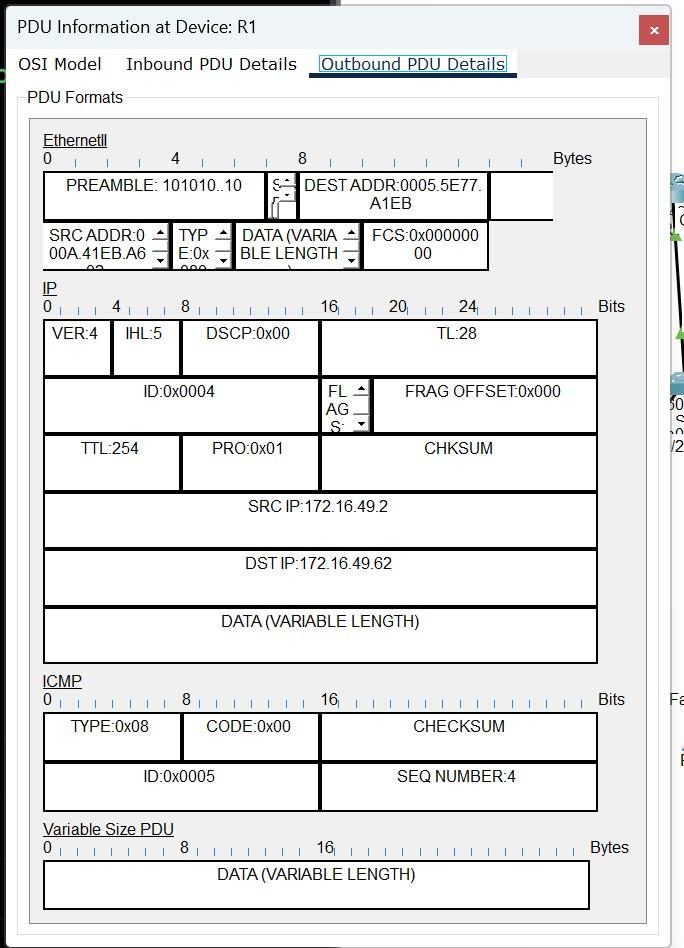 PDU Information at Device: R1
OSI Model Inbound PDU Details Outbound PDU Details
PDU Formats
EthernetII
0 4 8 Bytes
PREAMBLE: 101010..10 DEST ADDR:0005.5E77.
A1EB
SRC ADDR:0 TYP DATA (VARIA FCS:0x000000
00A.41EB.A6 E:0x BLE LENGTH 00
)
IP
0 4 8 16 20 24 Bits
VER:4 IHL:5 DSCP:0x00 TL:28
ID:0x0004 FL FRAG OFFSET:0x000
AG
S:
TTL:254 PRO:0x01 CHKSUM
SRC IP:172.16.49.2
DST IP:172.16.49.62
DATA (VARIABLE LENGTH)
ICMP
0 8 16 Bits
TYPE:0x08 CODE:0x00 CHECKSUM
ID:0x0005 SEQ NUMBER:4
Variable Size PDU
0 8 16 Bytes
DATA (VARIABLE LENGTH)
/2
Fa